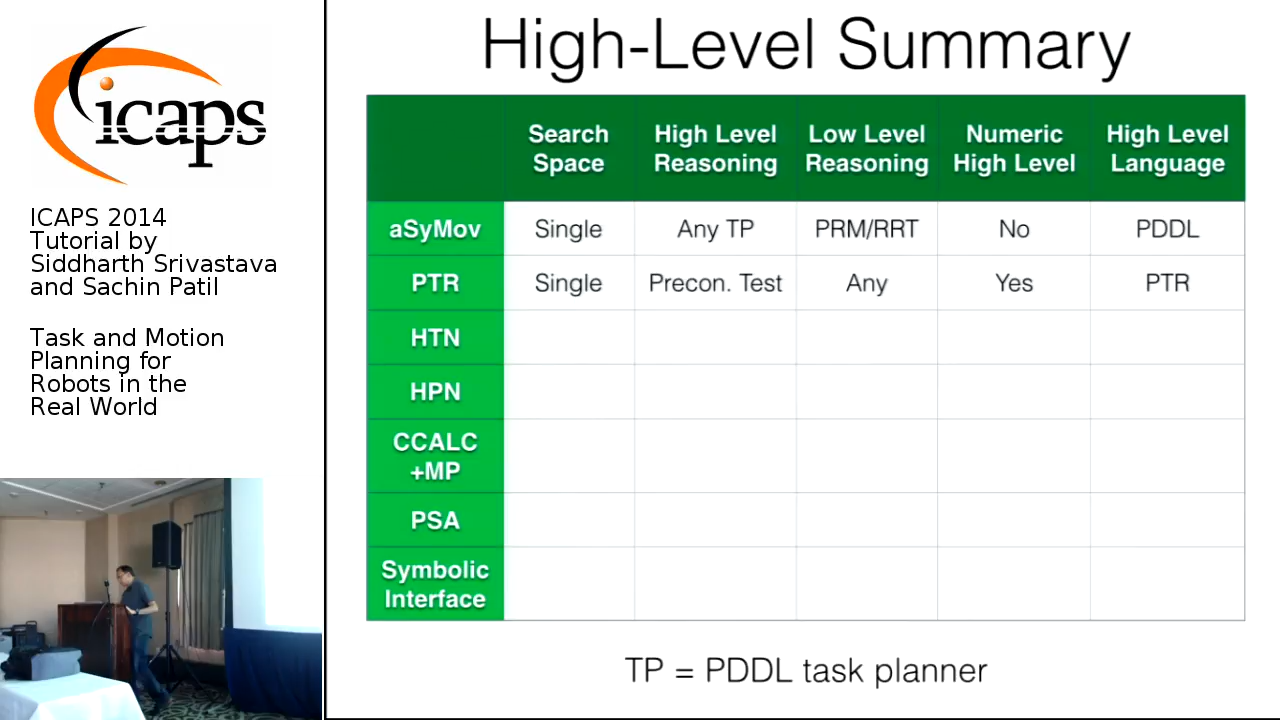 icaps
ICAPS 2014
Tutorial by
Siddharth Srivastava
and Sachin Patil
Task and Motion
Planning for
Robots in the
Real World
High-Level Summary
Search Space High Level Reasoning Low Level Reasoning Numeric High Level High Level Language
aSyMov Single Any TP PRM/RRT No PDDL
PTR Single Precon. Test Any Yes PTR
HTN
HPN
CCALC
+MP
PSA
Symbolic
Interface
TP = PDDL task planner